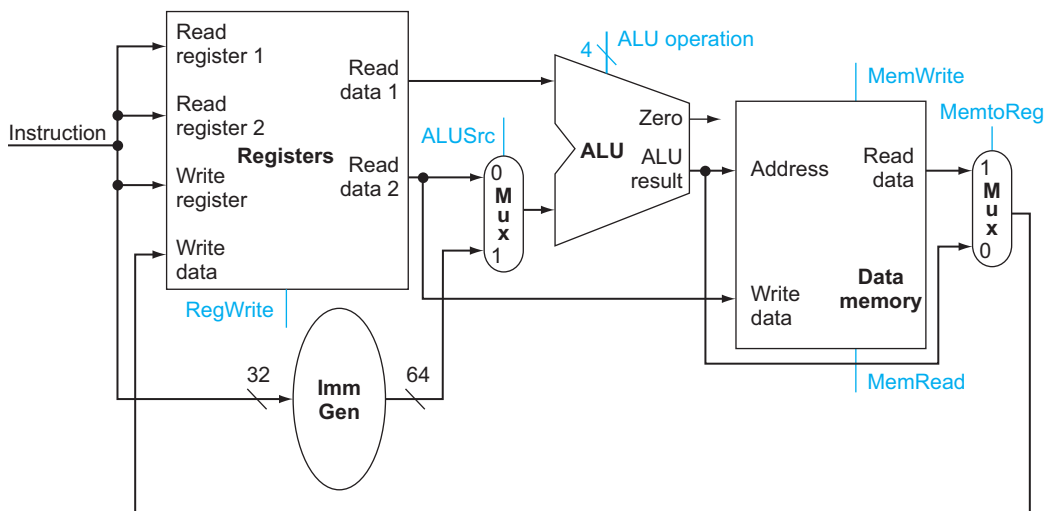 Instruction
Read
register 1
Read
register 2
Write
register
Write
data
Registers
Read
data 1
Read
data 2
RegWrite
32
Imm
Gen
64
ALUSrc
0
M
u
x
1
4
ALU operation
ALU
Zero
ALU
result
MemWrite
Address
Read
data
Write
data
Data
memory
MemRead
MemtoReg
1
M
u
x
0